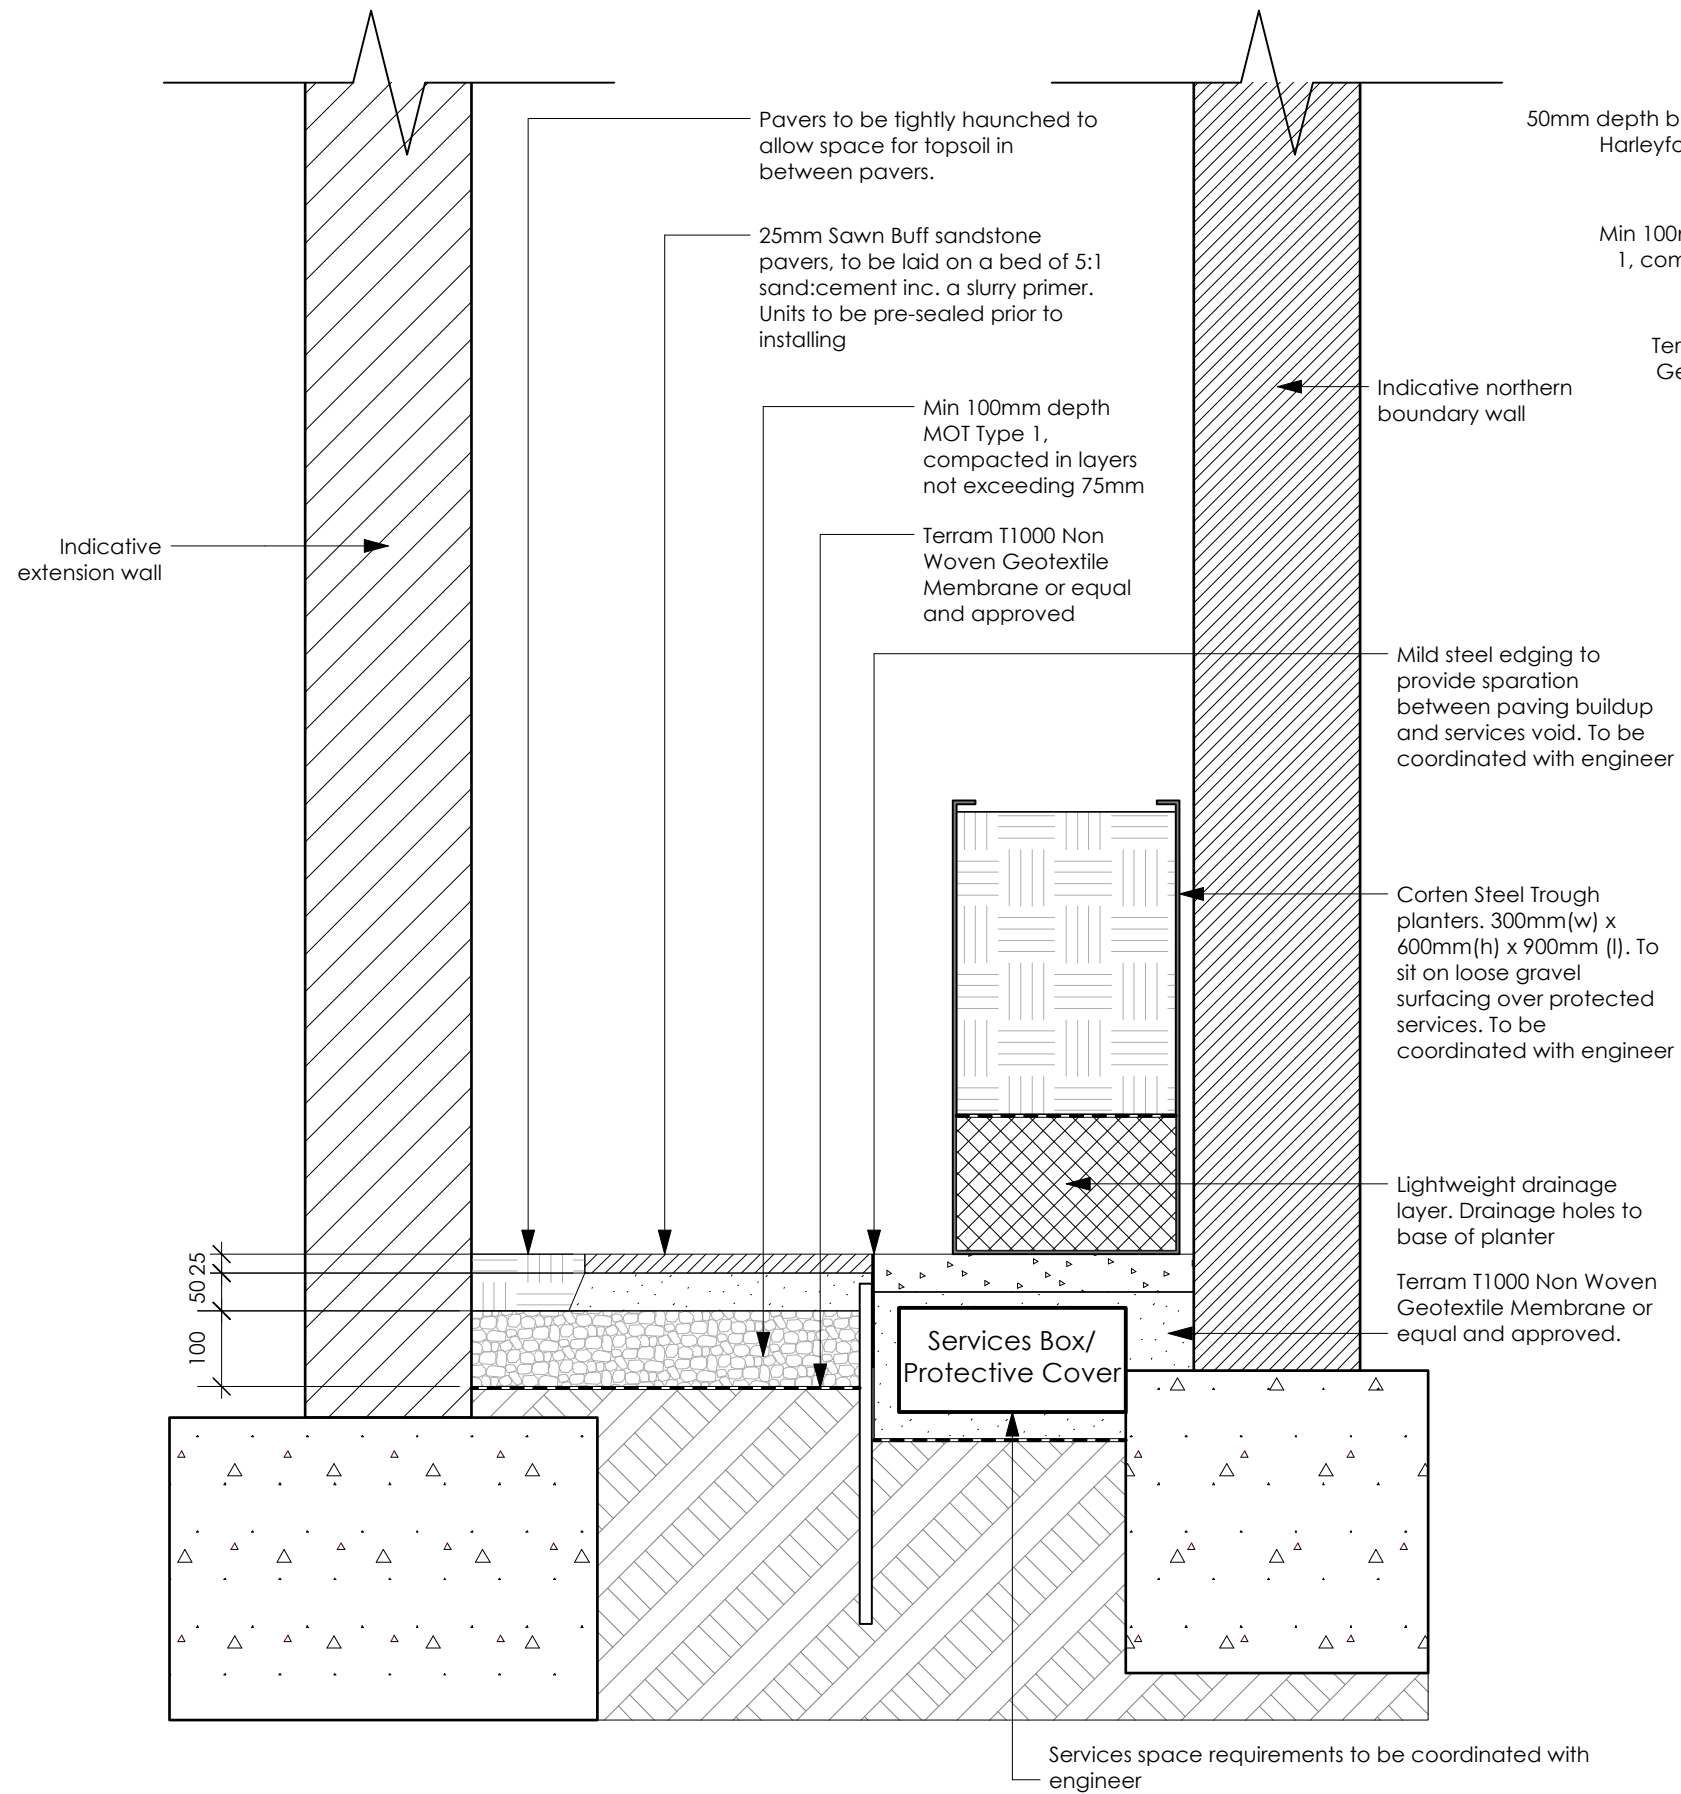 Pavers to be tightly haunched to
allow space for topsoil in
between pavers.
25mm Sawn Buff sandstone
pavers, to be laid on a bed of 5:1
sand:cement inc. a slurry primer.
Units to be pre-sealed prior to
installing
Min 100mm depth
MOT Type 1,
compacted in layers
not exceeding 75mm
Terram T1000 Non
Woven Geotextile
Membrane or equal
and approved
Indicative
extension wall
50mm depth b
Harleyfo
Min 100
1, com
Ter
Ge
Indicative northern
boundary wall
Mild steel edging to
provide sparation
between paving buildup
and services void. To be
coordinated with engineer
Corten Steel Trough
planters. 300mm(w) x
600mm(h) x 900mm (l). To
sit on loose gravel
surfacing over protected
services. To be
coordinated with engineer
Lightweight drainage
layer. Drainage holes to
base of planter
Terram T1000 Non Woven
Geotextile Membrane or
equal and approved.
25
50
100
Services Box/
Protective Cover
Services space requirements to be coordinated with
engineer